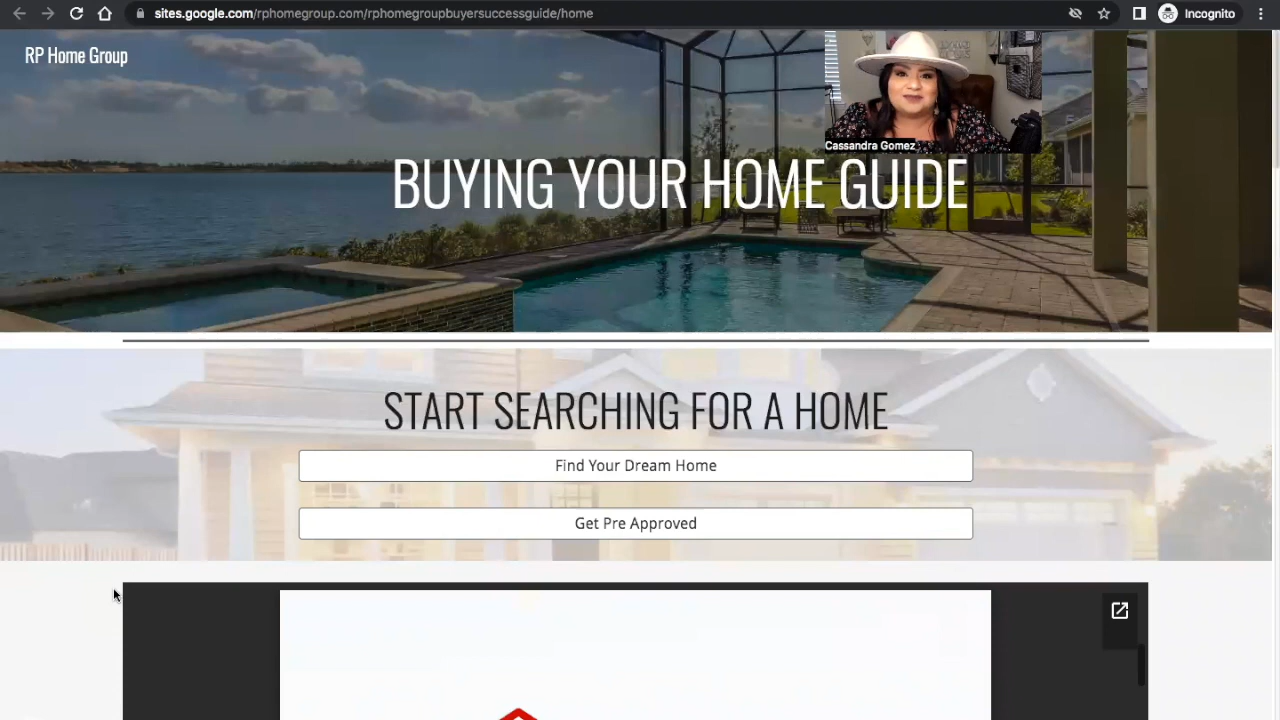 sites.google.com/rphomegroup.com/rphomegroupbuyersuccessguide/home
Incognito
RP Home Group
Cassandra Gomez
BUYING YOUR HOME GUIDE
START SEARCHING FOR A HOME
Find Your Dream Home
Get Pre Approved